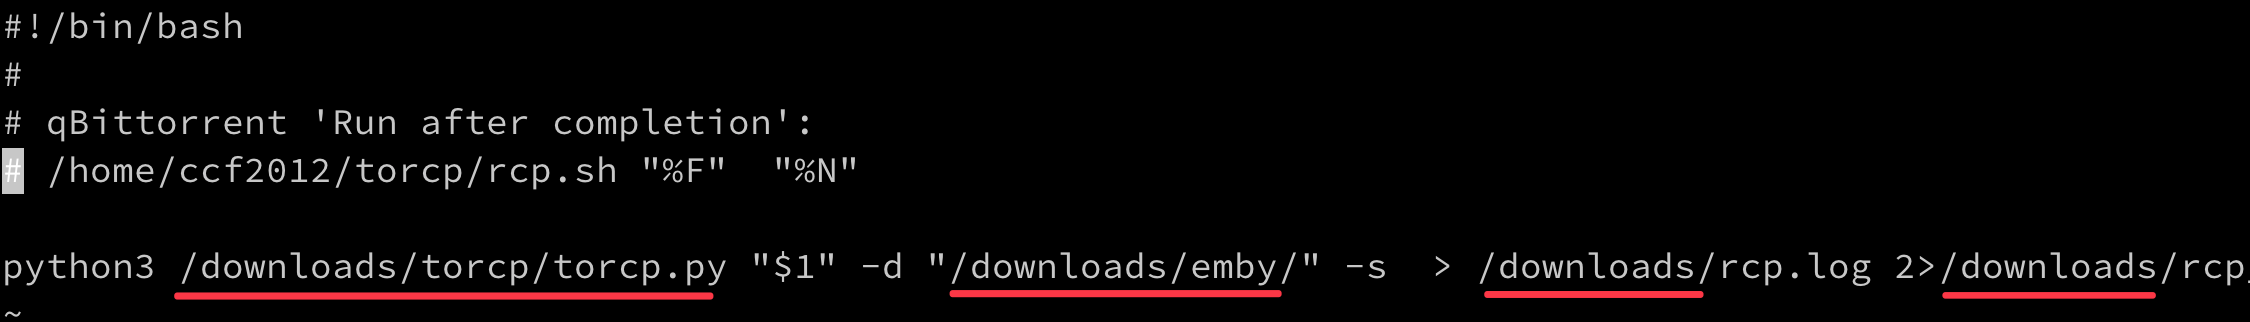 #!/bin/bash
#
# qBittorrent 'Run after completion':
# /home/ccf2012/torcp/rcp.sh "%F"  "%N"
python3 /downloads/torcp/torcp.py "$1" -d "/downloads/emby/" -s  > /downloads/rcp.log 2>/downloads/rcp
~